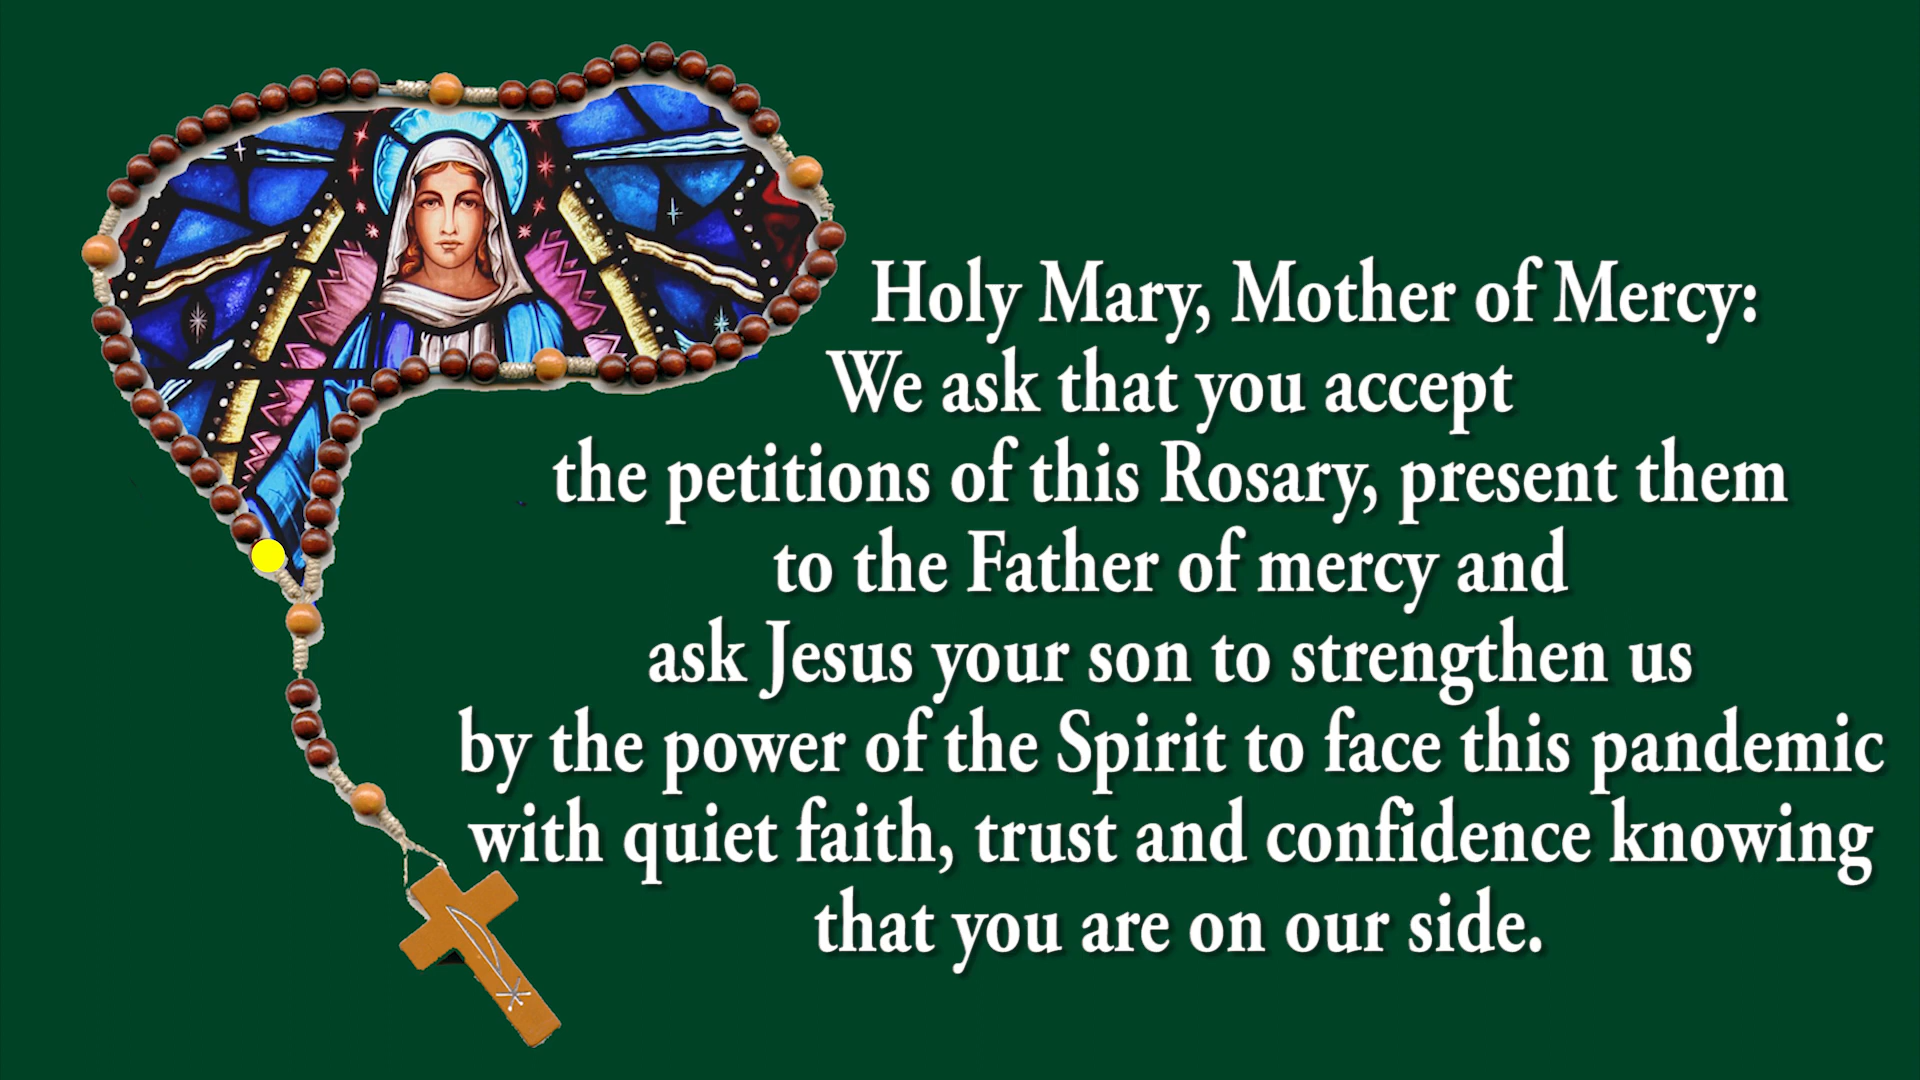 Holy Mary, Mother of Mercy:
We ask that you accept
the petitions of this Rosary, present them
to the Father of mercy and
ask Jesus your son to strengthen us
by the power of the Spirit to face this pandemic
with quiet faith, trust and confidence knowing
that you are on our side.